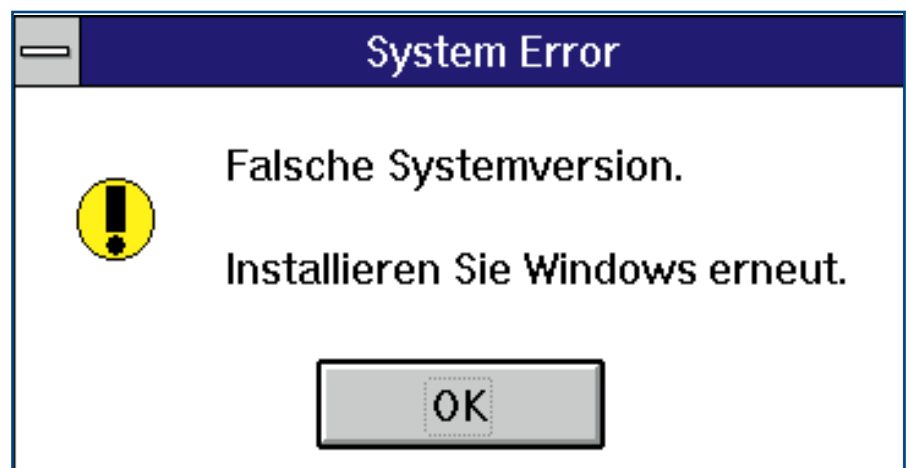 System Error
Falsche Systemversion.
Installieren Sie Windows erneut.
OK